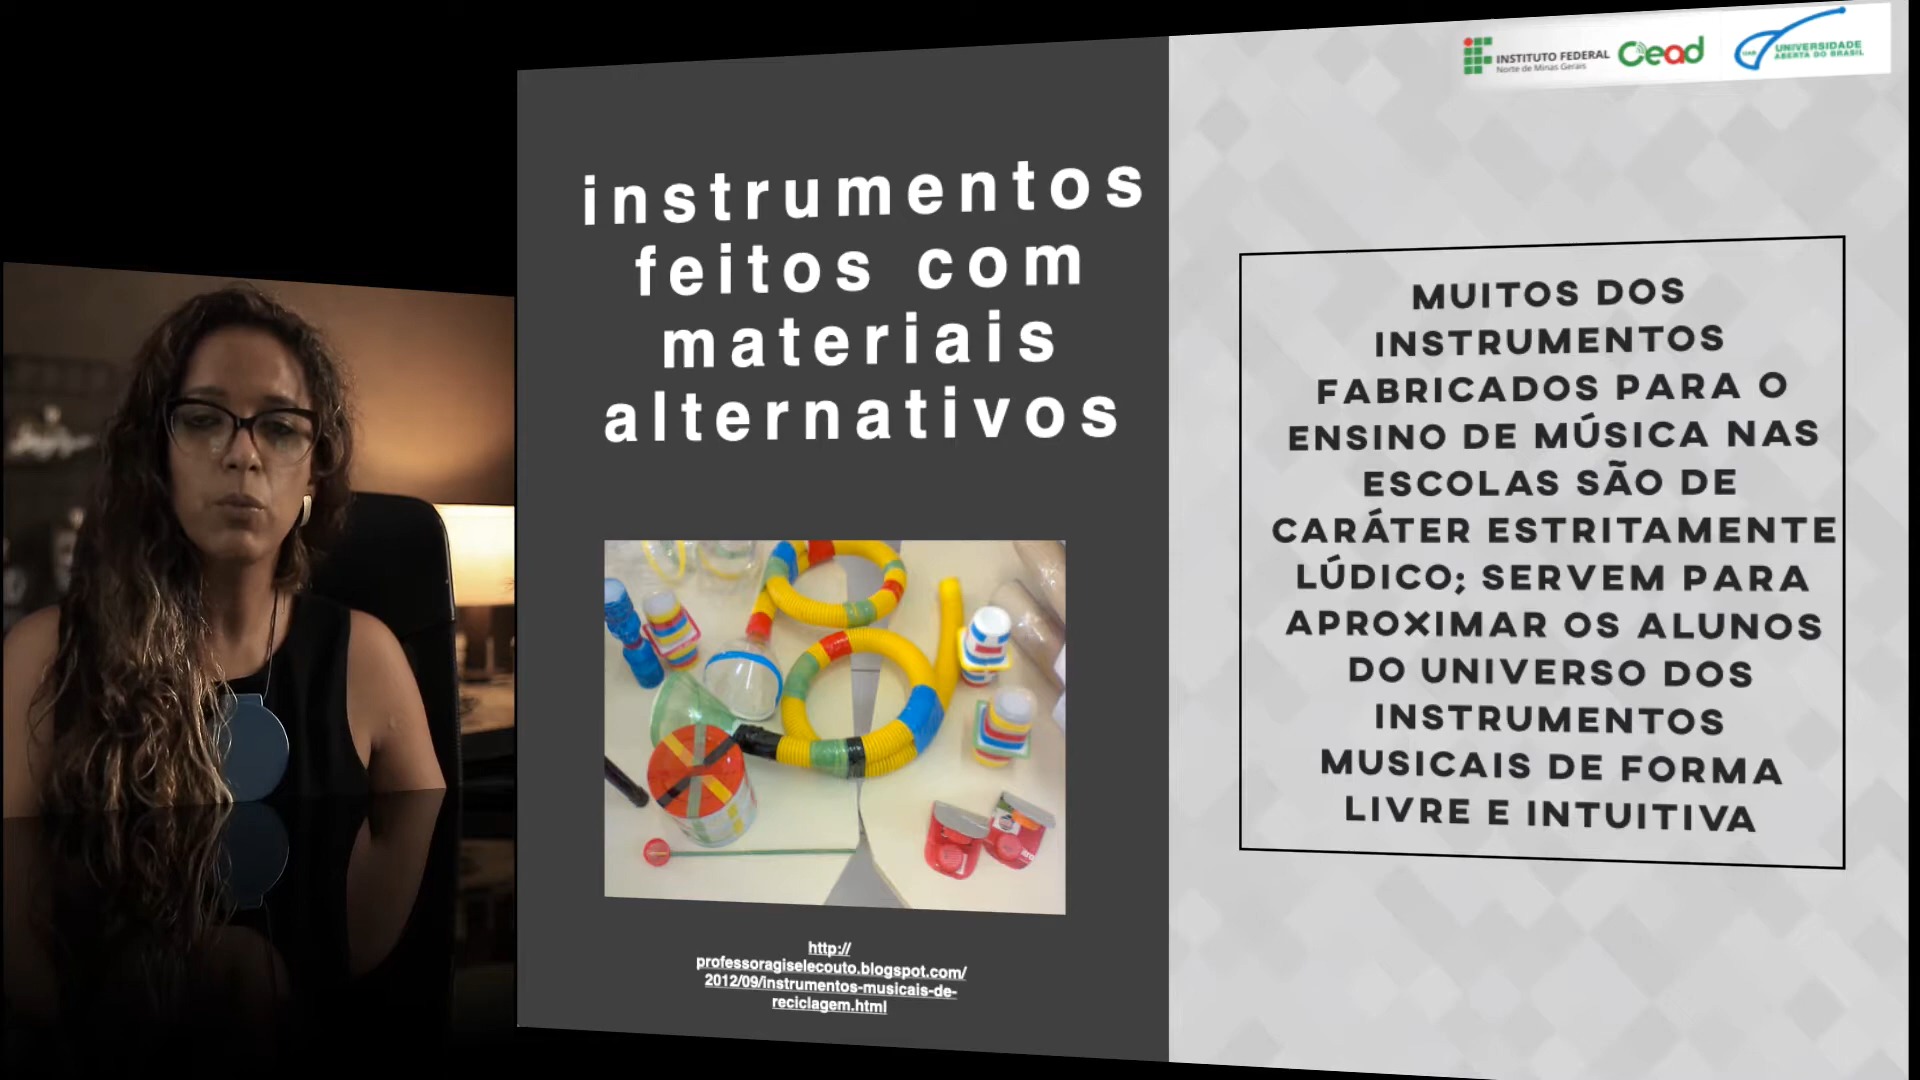 INSTITUTO FEDERAL
Norte de Minas Gerais
Cead
UAB
UNIVERSIDADE
ABERTA DO BRASIL
instrumentos
feitos com
materiais
alternativos
http://
professoragiselecouto.blogspot.com/
2012/09/instrumentos-musicais-de-
reciclagem.html
MUITOS DOS
INSTRUMENTOS
FABRICADOS PARA O
ENSINO DE MÚSICA NAS
ESCOLAS SÃO DE
CARÁTER ESTRITAMENTE
LÚDICO; SERVEM PARA
APROXIMAR OS ALUNOS
DO UNIVERSO DOS
INSTRUMENTOS
MUSICAIS DE FORMA
LIVRE E INTUITIVA